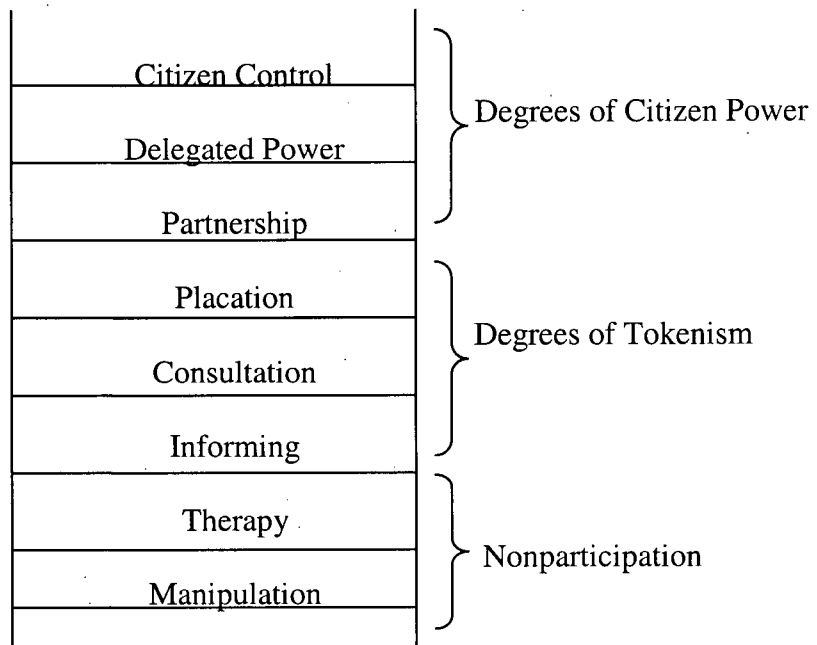 Citizen Control
Degrees of Citizen Power
Delegated Power
Partnership
Placation
Degrees of Tokenism
Consultation
Informing
Therapy
Nonparticipation
Manipulation